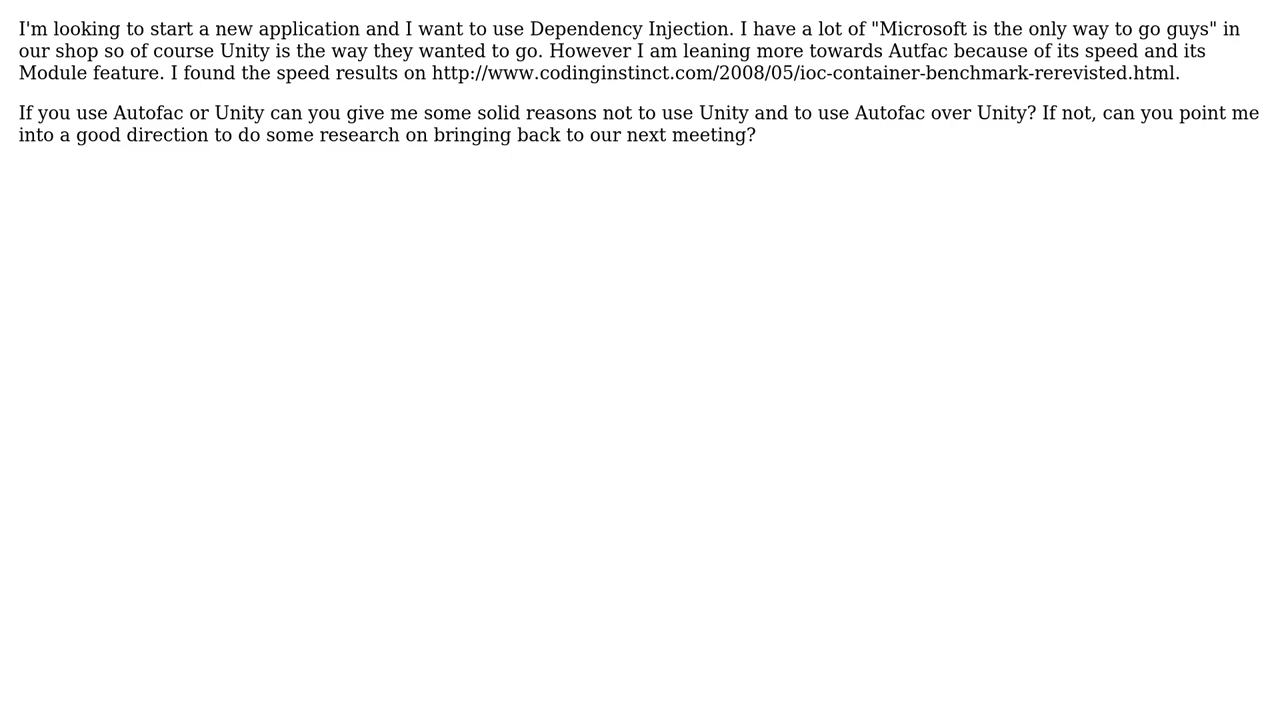 I'm looking to start a new application and I want to use Dependency Injection. I have a lot of "Microsoft is the only way to go guys" in
our shop so of course Unity is the way they wanted to go. However I am leaning more towards Autfac because of its speed and its
Module feature. I found the speed results on http://www.codinginstinct.com/2008/05/ioc-container-benchmark-rerevisted.html.
If you use Autofac or Unity can you give me some solid reasons not to use Unity and to use Autofac over Unity? If not, can you point me
into a good direction to do some research on bringing back to our next meeting?